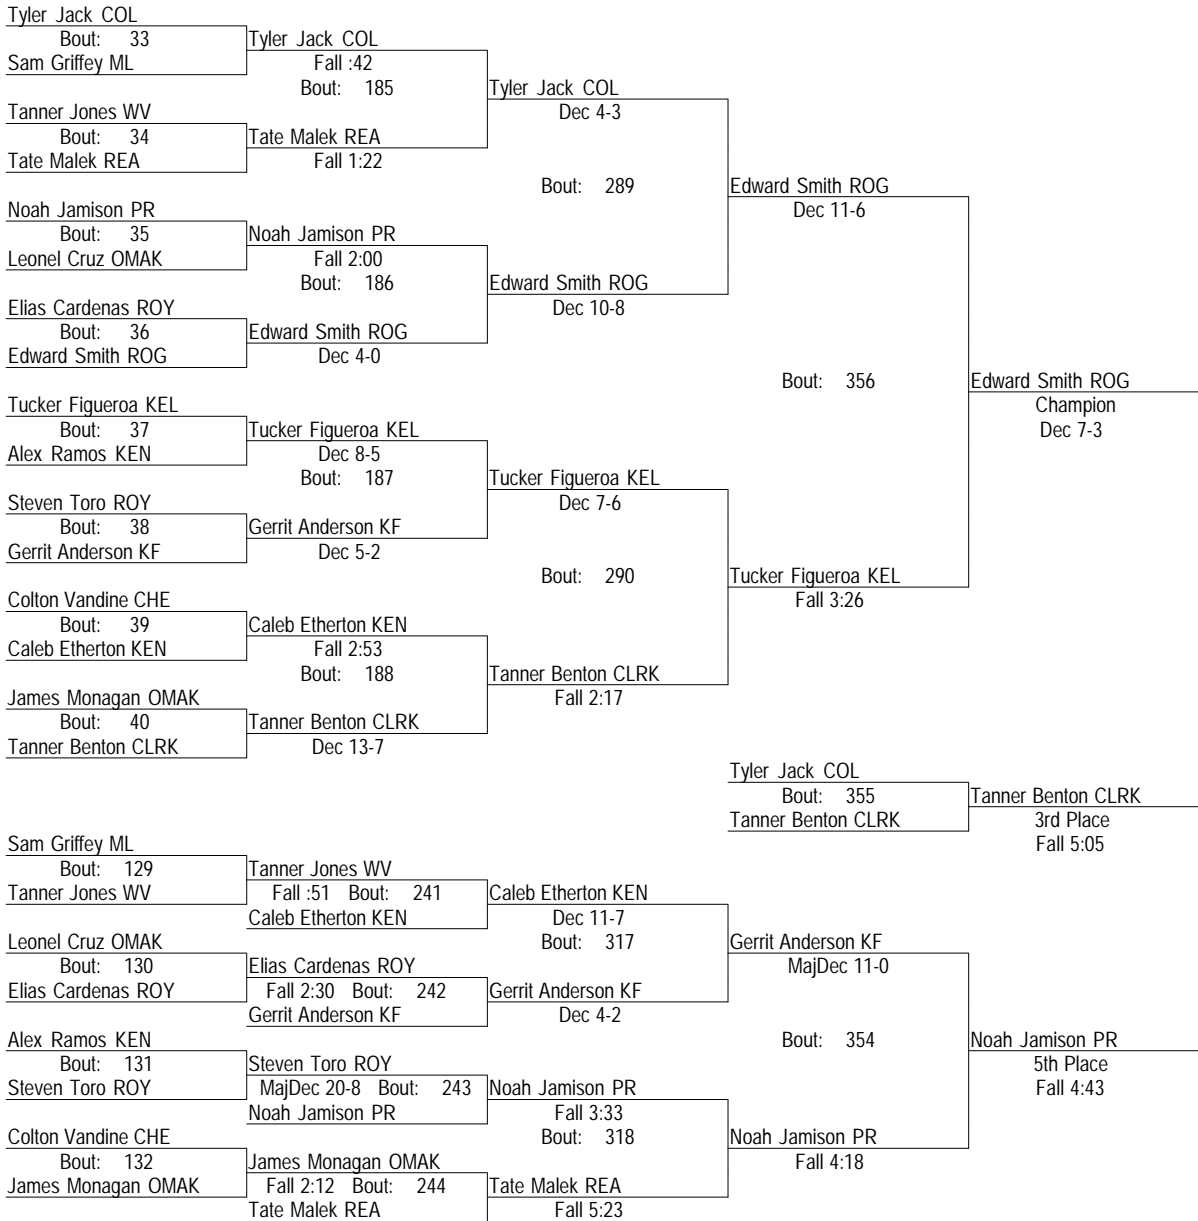 Tyler Jack COL
Bout: 33
Sam Griffey ML
Tyler Jack COL
Fall :42
Bout: 185
Tanner Jones WV
Bout: 34
Tate Malek REA
Tate Malek REA
Fall 1:22
Tyler Jack COL
Dec 4-3
Bout: 289
Noah Jamison PR
Bout: 35
Leonel Cruz OMAK
Noah Jamison PR
Fall 2:00
Bout: 186
Elias Cardenas ROY
Bout: 36
Edward Smith ROG
Edward Smith ROG
Dec 4-0
Edward Smith ROG
Dec 10-8
Edward Smith ROG
Dec 11-6
Bout: 356
Edward Smith ROG
Champion
Dec 7-3
Tucker Figueroa KEL
Bout: 37
Alex Ramos KEN
Tucker Figueroa KEL
Dec 8-5
Bout: 187
Steven Toro ROY
Bout: 38
Gerrit Anderson KF
Gerrit Anderson KF
Dec 5-2
Tucker Figueroa KEL
Dec 7-6
Bout: 290
Tucker Figueroa KEL
Fall 3:26
Colton Vandine CHE
Bout: 39
Caleb Etherton KEN
Caleb Etherton KEN
Fall 2:53
Bout: 188
James Monagan OMAK
Bout: 40
Tanner Benton CLRK
Tanner Benton CLRK
Dec 13-7
Tanner Benton CLRK
Fall 2:17
Tyler Jack COL
Bout: 355
Tanner Benton CLRK
Tanner Benton CLRK
3rd Place
Fall 5:05
Sam Griffey ML
Bout: 129
Tanner Jones WV
Tanner Jones WV
Fall :51 Bout: 241
Caleb Etherton KEN
Caleb Etherton KEN
Dec 11-7
Bout: 317
Leonel Cruz OMAK
Bout: 130
Elias Cardenas ROY
Elias Cardenas ROY
Fall 2:30 Bout: 242
Gerrit Anderson KF
Gerrit Anderson KF
Dec 4-2
Gerrit Anderson KF
MajDec 11-0
Bout: 354
Noah Jamison PR
5th Place
Fall 4:43
Alex Ramos KEN
Bout: 131
Steven Toro ROY
Steven Toro ROY
MajDec 20-8 Bout: 243
Noah Jamison PR
Noah Jamison PR
Fall 3:33
Bout: 318
Noah Jamison PR
Fall 4:18
Colton Vandine CHE
Bout: 132
James Monagan OMAK
James Monagan OMAK
Fall 2:12 Bout: 244
Tate Malek REA
Tate Malek REA
Fall 5:23